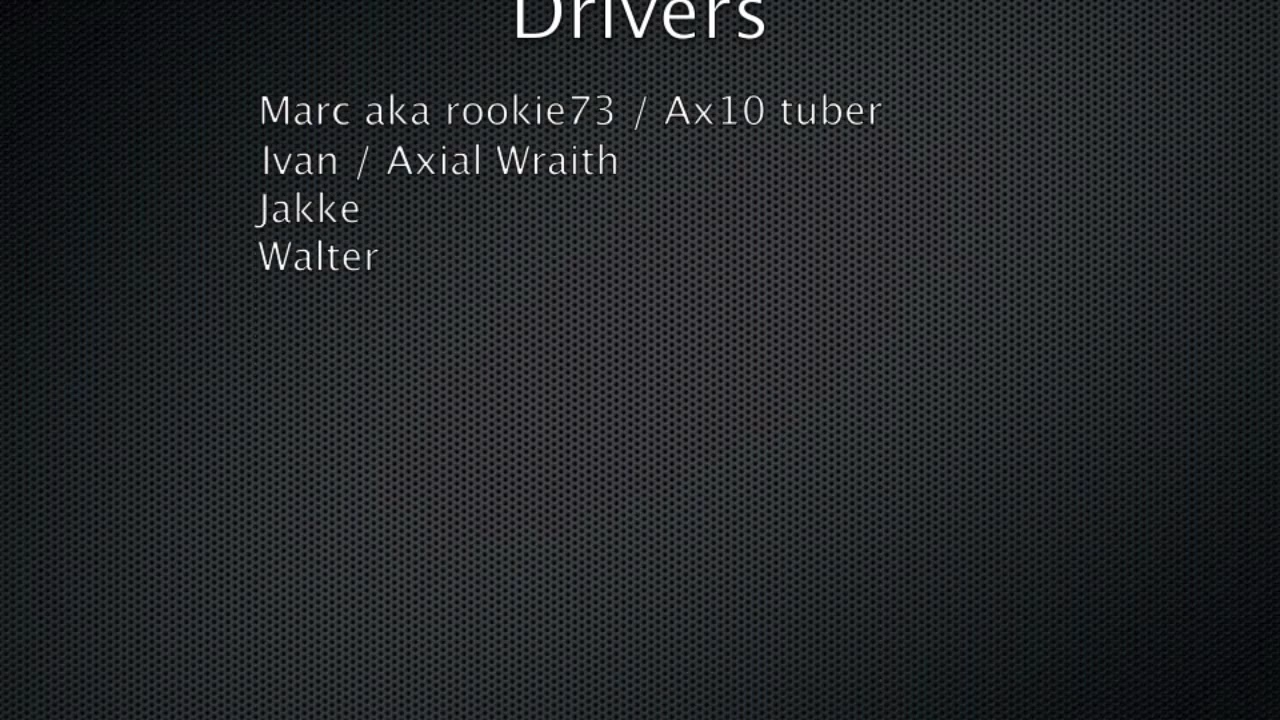 Drivers
Marc aka rookie73 / Ax10 tuber
Ivan / Axial Wraith
Jakke
Walter